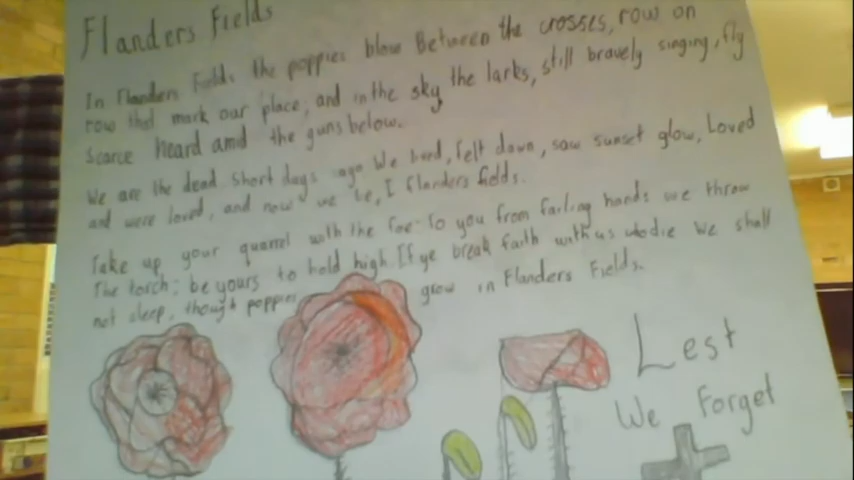 Flanders Fields
In Flanders Fields the poppies blow Between the crosses, row on
row that mark our place; and in the sky the larks, still bravely singing, fly
Scarce heard amid the guns below.
We are the dead. Short days ago We lived, felt dawn, saw sunset glow, Loved
and were loved, and now we lie, I Flanders fields.
Take up your quarrel with the foe- To you from failing hands we throw
The torch; be yours to hold high If ye break faith with us who die We shall
not sleep, though poppies grow in Flanders Fields.
Lest
We Forget